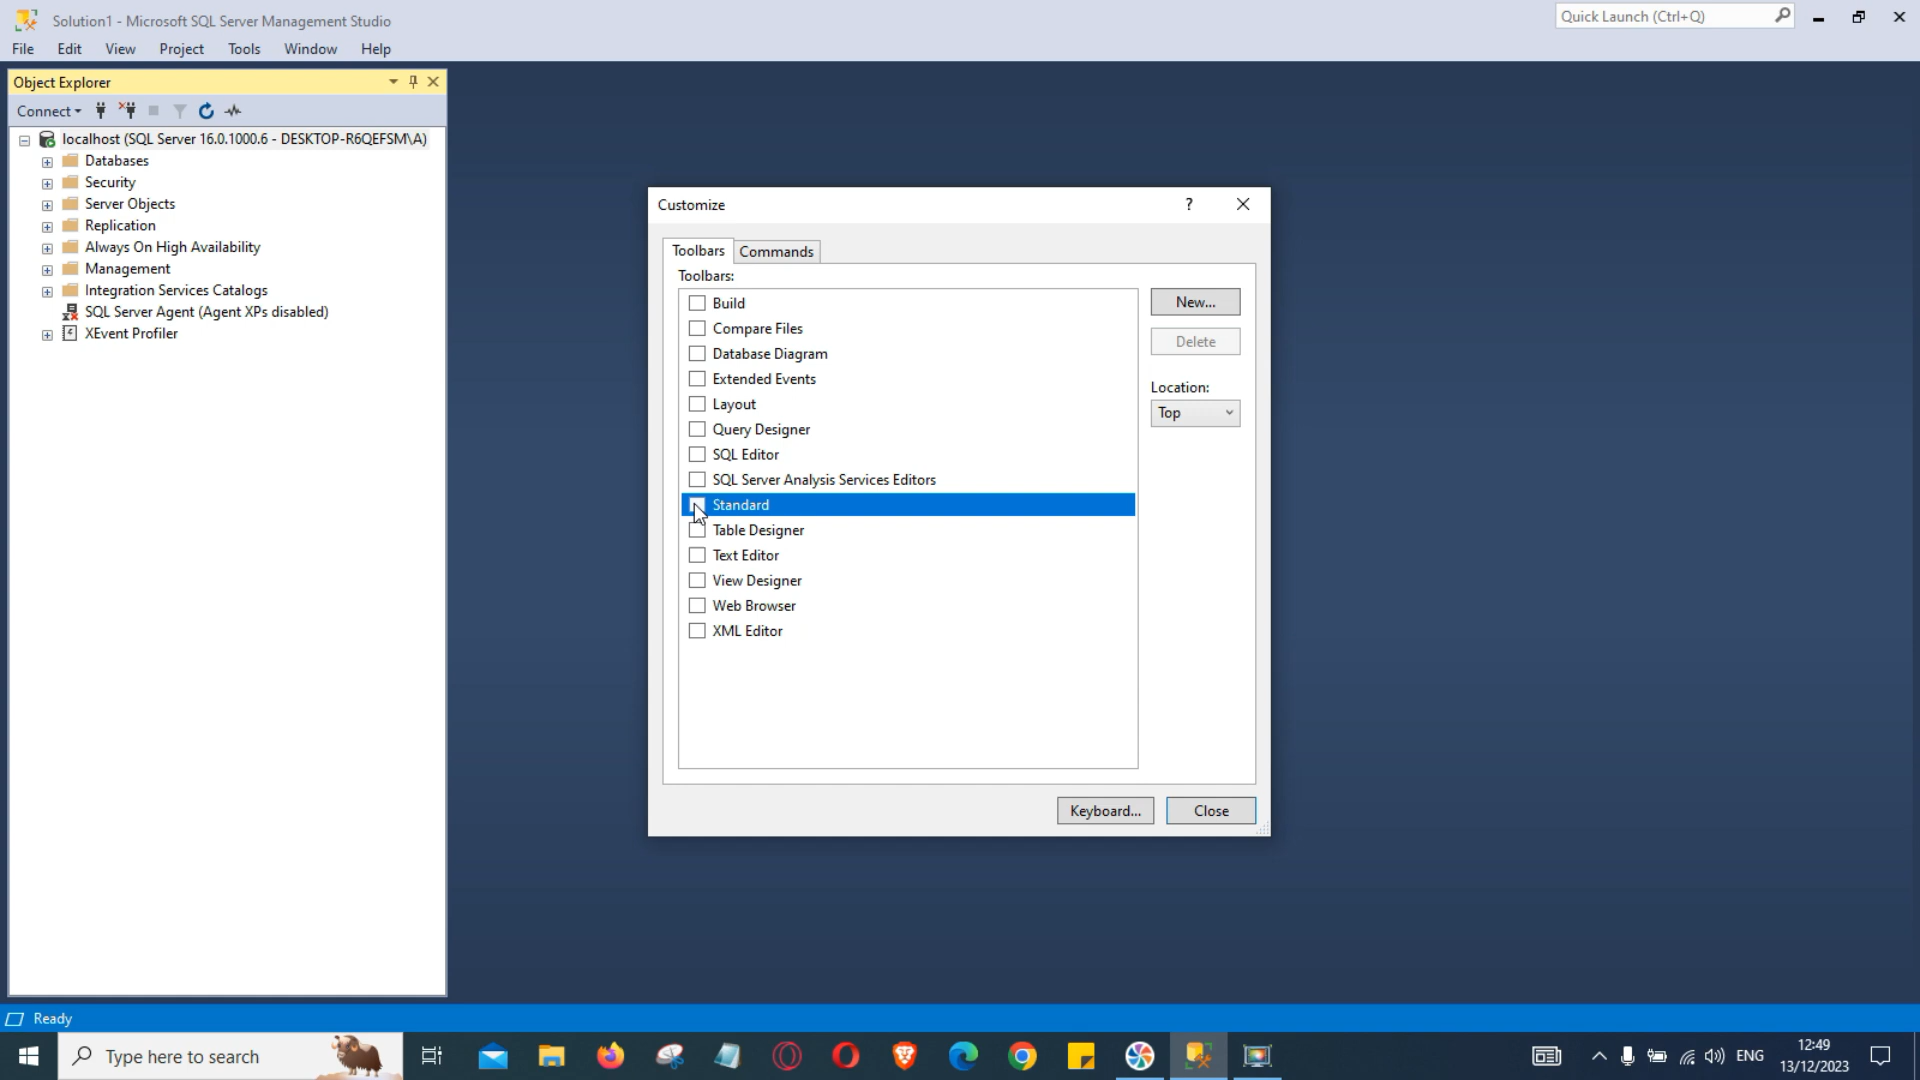 Solution1 - Microsoft SQL Server Management Studio
Quick Launch (Ctrl+Q)
File Edit View Project Tools Window Help
Object Explorer
Connect
localhost (SQL Server 16.0.1000.6 - DESKTOP-R6QEFSM\A)
Databases
Security
Server Objects
Replication
Always On High Availability
Management
Integration Services Catalogs
SQL Server Agent (Agent XPs disabled)
XEvent Profiler
Customize
?
Toolbars Commands
Toolbars:
Build
Compare Files
Database Diagram
Extended Events
Layout
Query Designer
SQL Editor
SQL Server Analysis Services Editors
Standard
Table Designer
Text Editor
View Designer
Web Browser
XML Editor
New...
Delete
Location:
Top
Keyboard...
Close
Ready
Type here to search
ENG
12:49
13/12/2023